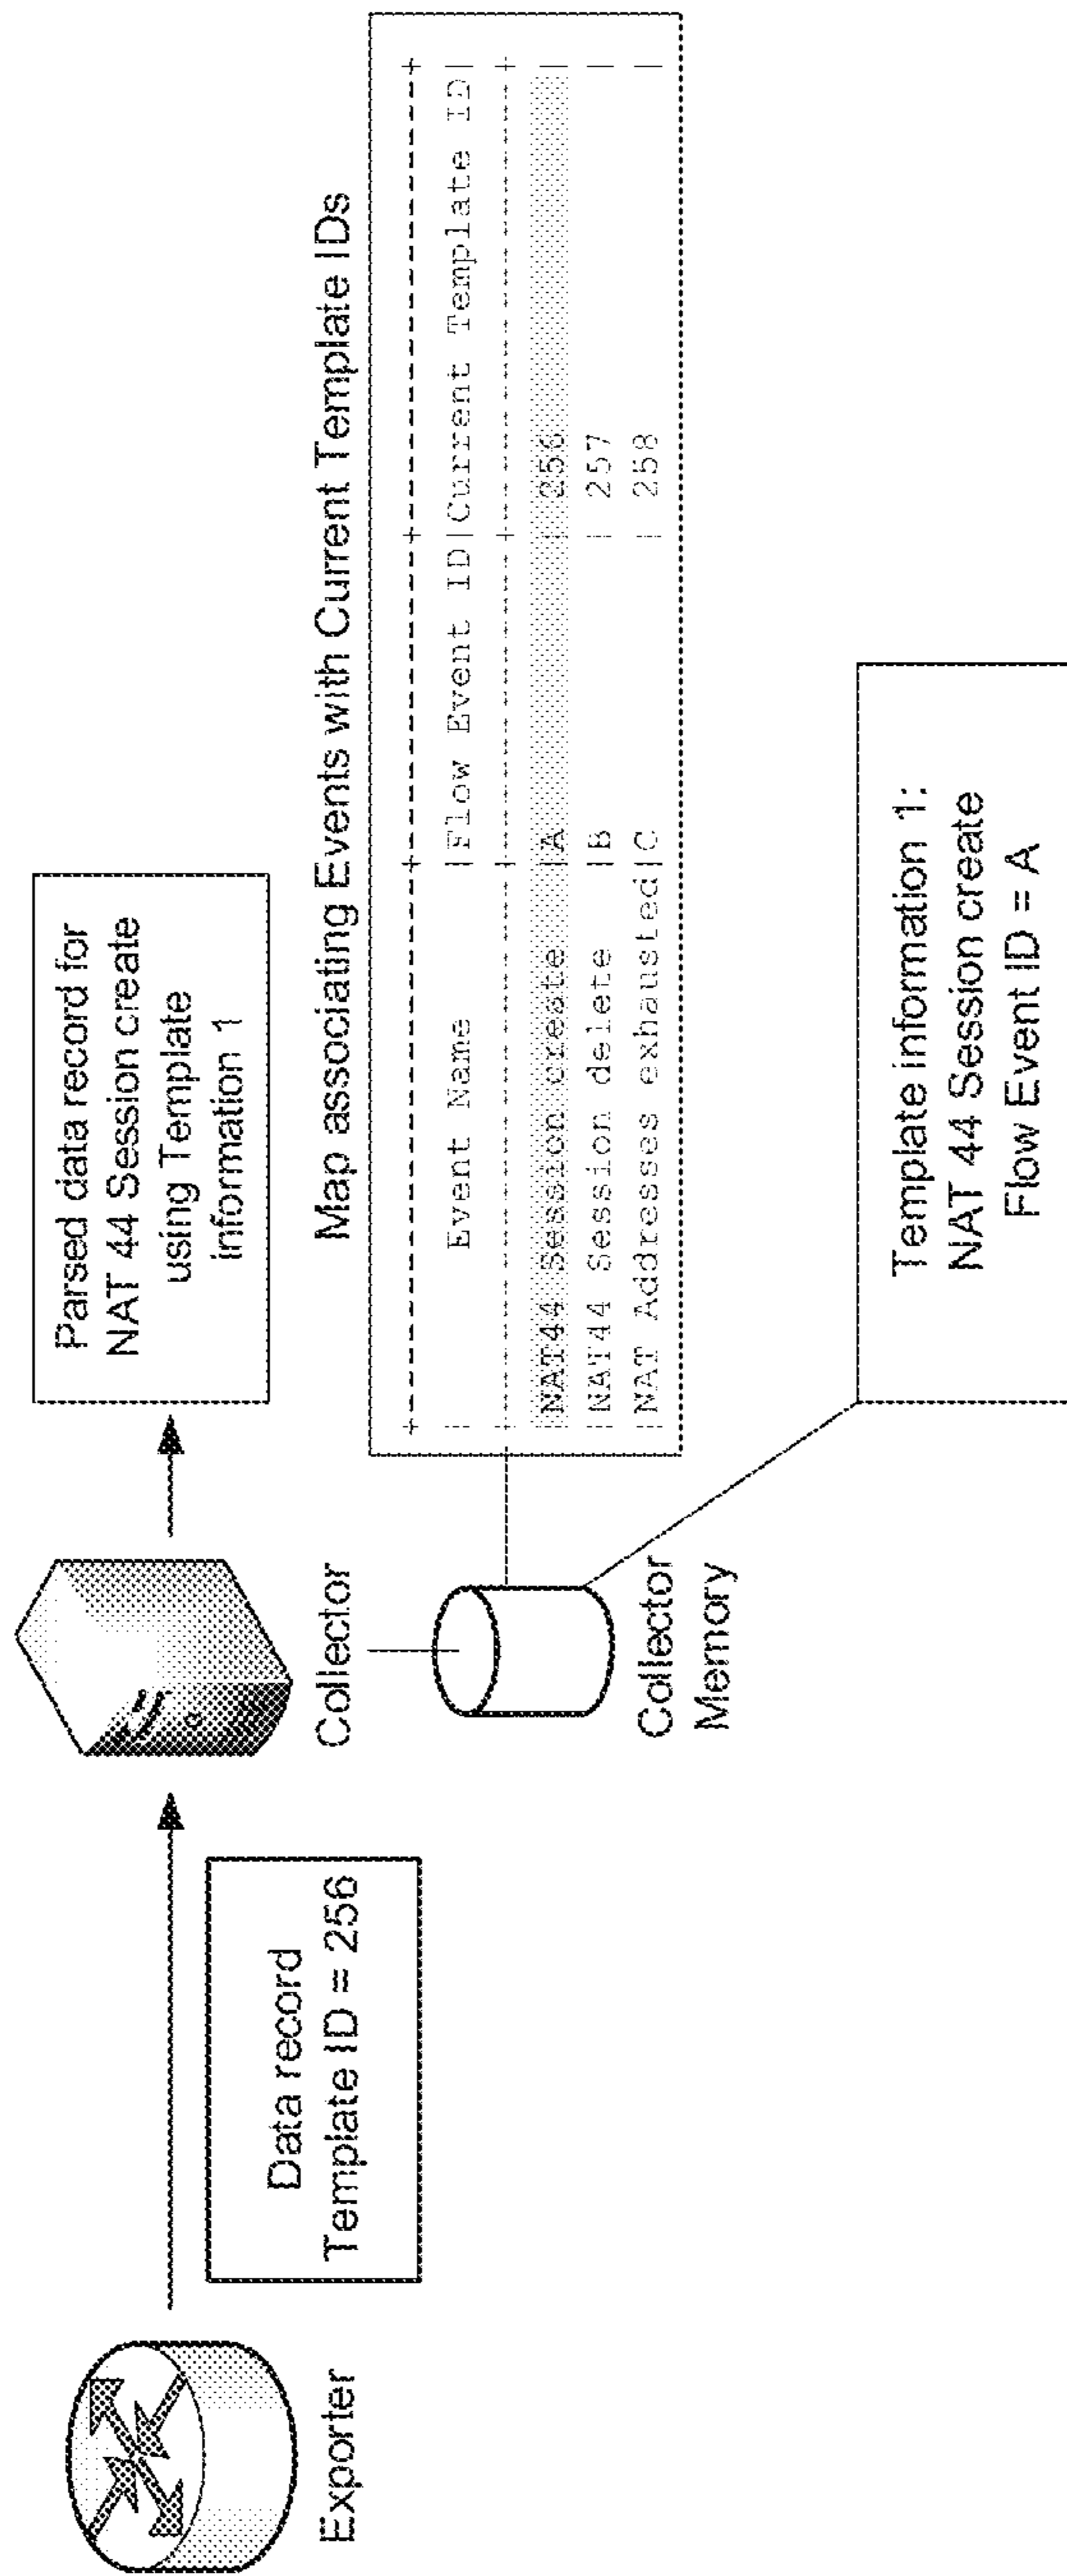 Exporter
Data record
Template ID = 256
Collector
Collector
Memory
Parsed data record for
NAT 44 Session create
using Template
information 1
Map associating Events with Current Template IDs
+-----------------------+--------------+--------------------+
| Event Name |Flow Event ID|Current Template ID|
+-----------------------+--------------+--------------------+
|NAT44 Session create |A | 256 |
|NAT44 Session delete |B | 257 |
|NAT Addresses exhausted|C | 258 |
Template information 1:
NAT 44 Session create
Flow Event ID = A